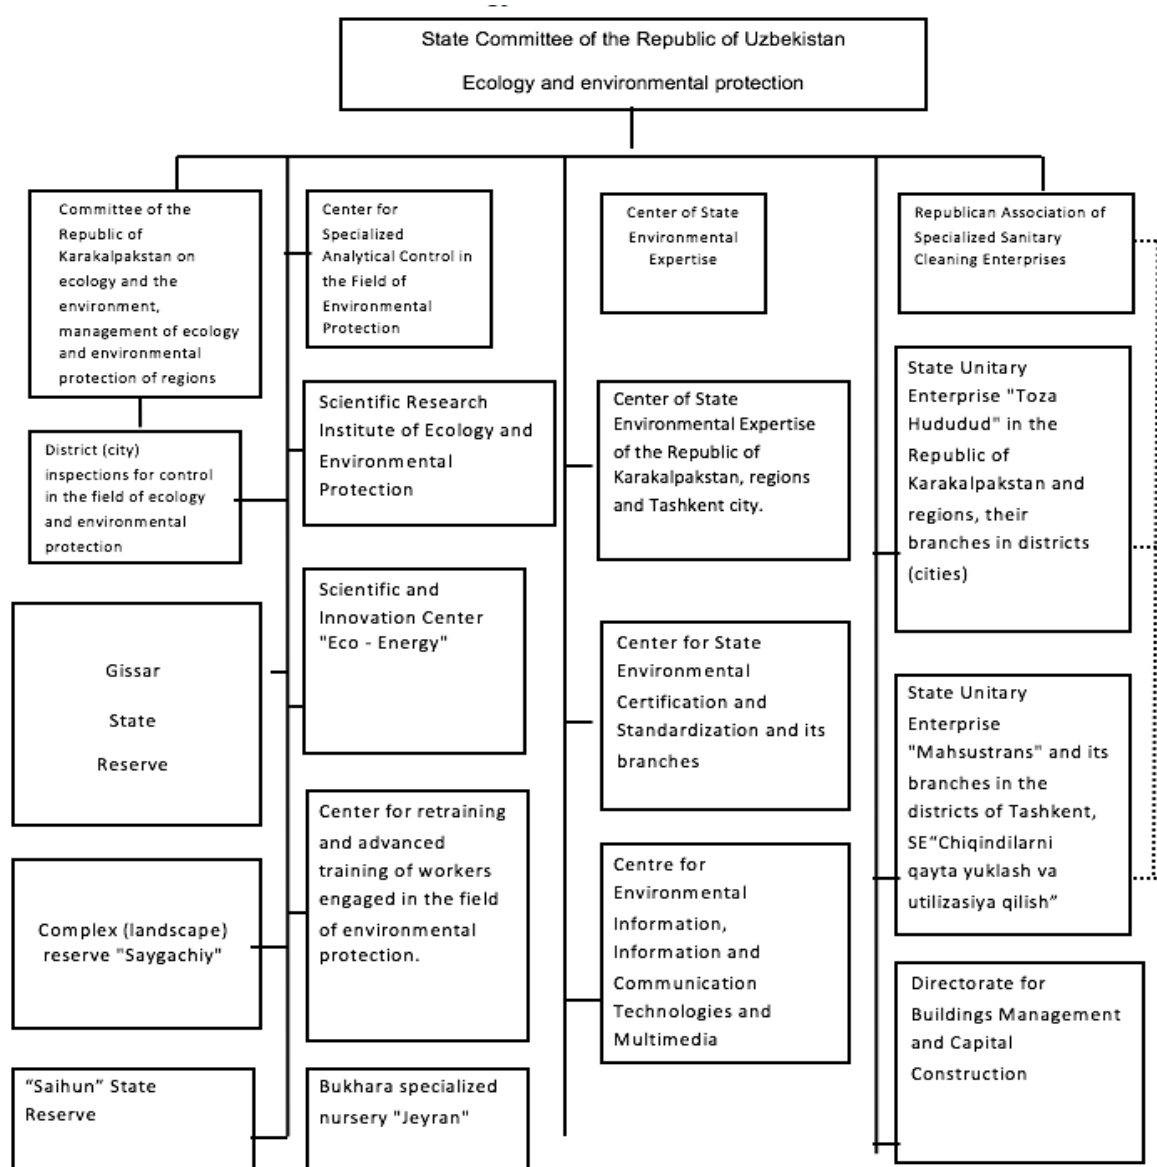 State Committee of the Republic of Uzbekistan
Ecology and environmental protection
Committee of the
Republic of
Karakalpakstan on
ecology and the
environment,
management of ecology
and environmental
protection of regions
Center for
Specialized
Analytical Control in
the Field of
Environmental
Protection
Center of State
Environmental
Expertise
Republican Association of
Specialized Sanitary
Cleaning Enterprises
District (city)
inspections for control
in the field of ecology
and environmental
protection
Scientific Research
Institute of Ecology and
Environmental
Protection
Center of State
Environmental Expertise
of the Republic of
Karakalpakstan, regions
and Tashkent city.
State Unitary
Enterprise "Toza
Hududud" in the
Republic of
Karakalpakstan and
regions, their
branches in districts
(cities)
Gissar
State
Reserve
Scientific and
Innovation Center
"Eco - Energy"
Center for State
Environmental
Certification and
Standardization and its
branches
State Unitary
Enterprise
"Mahsustrans" and its
branches in the
districts of Tashkent,
SE“Chiqindilarni
qayta yuklash va
utilizasiya qilish”
Complex (landscape)
reserve "Saygachiy"
Center for retraining
and advanced
training of workers
engaged in the field
of environmental
protection.
Centre for
Environmental
Information,
Information and
Communication
Technologies and
Multimedia
Directorate for
Buildings Management
and Capital
Construction
“Saihun” State
Reserve
Bukhara specialized
nursery "Jeyran"